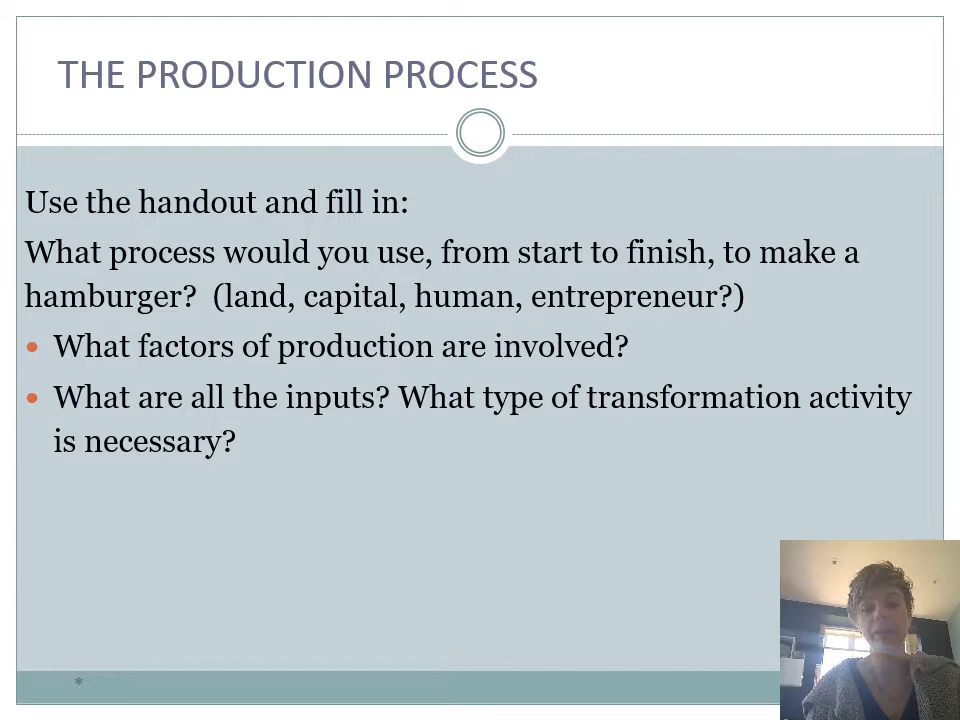 THE PRODUCTION PROCESS
Use the handout and fill in:
What process would you use, from start to finish, to make a
hamburger?  (land, capital, human, entrepreneur?)
• What factors of production are involved?
• What are all the inputs? What type of transformation activity
is necessary?
*